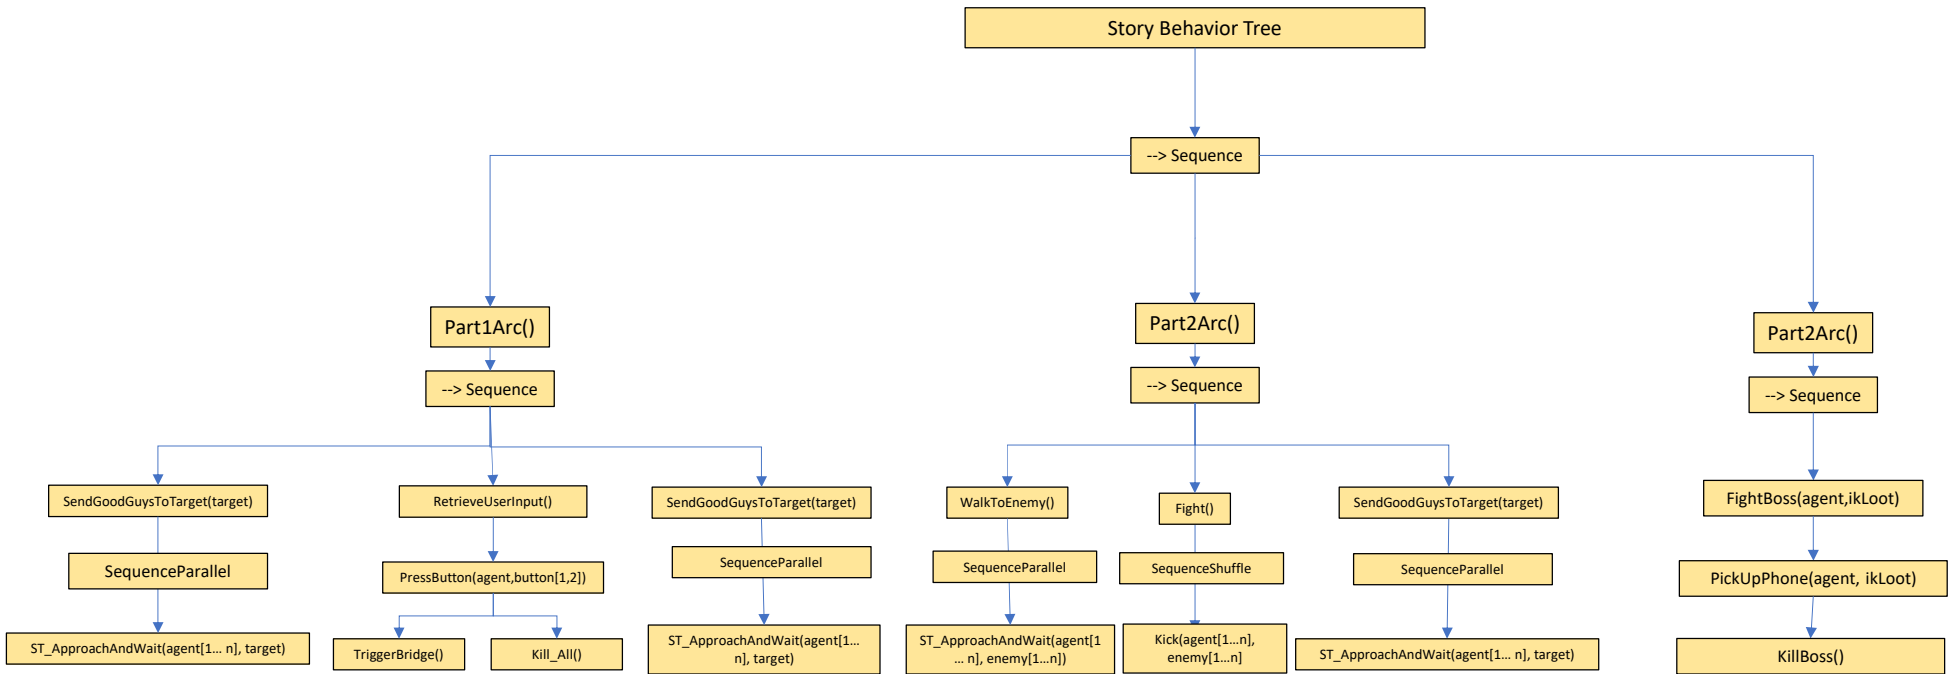 Story Behavior Tree
--> Sequence
Part1Arc()
Part2Arc()
Part2Arc()
--> Sequence
--> Sequence
--> Sequence
SendGoodGuysToTarget(target)
RetrieveUserInput()
SendGoodGuysToTarget(target)
WalkToEnemy()
Fight()
SendGoodGuysToTarget(target)
FightBoss(agent,ikLoot)
SequenceParallel
PressButton(agent,button[1,2])
SequenceParallel
SequenceParallel
SequenceShuffle
SequenceParallel
PickUpPhone(agent, ikLoot)
ST_ApproachAndWait(agent[1... n], target)
TriggerBridge()
Kill_All()
ST_ApproachAndWait(agent[1...
n], target)
ST_ApproachAndWait(agent[1
... n], enemy[1...n])
Kick(agent[1...n],
enemy[1...n]
ST_ApproachAndWait(agent[1... n], target)
KillBoss()